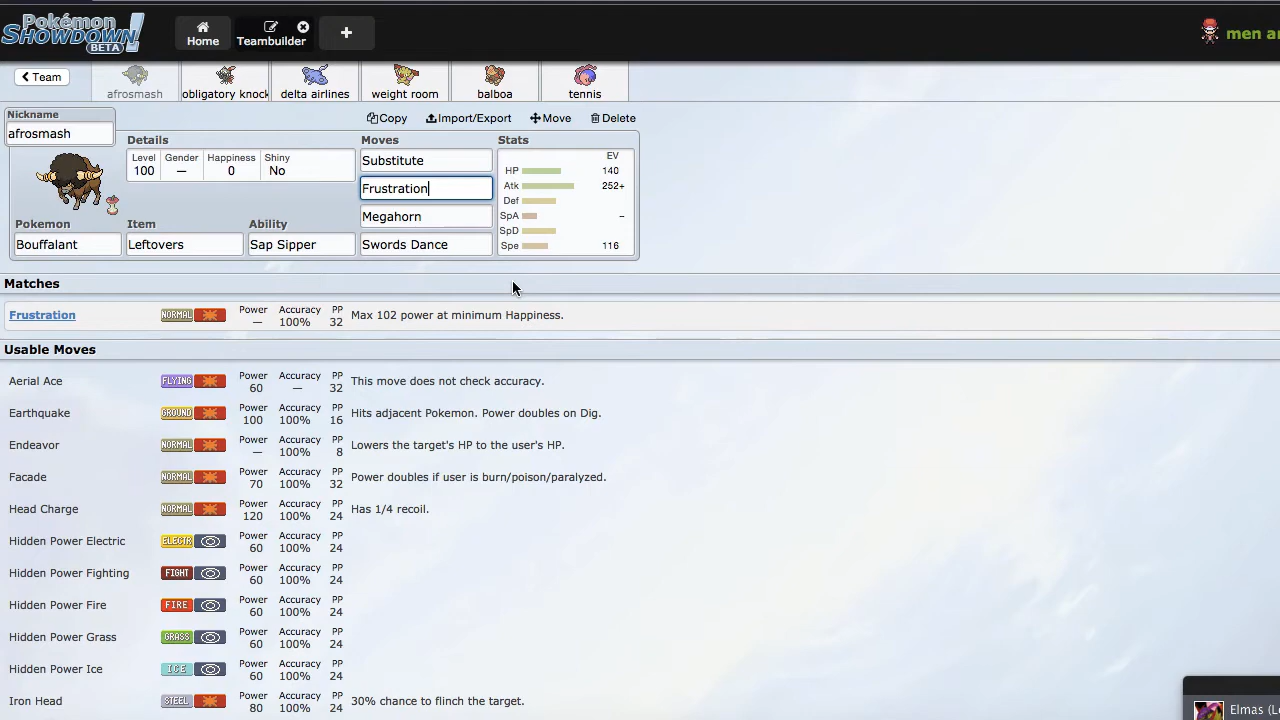 Pokémon
SHOWDOWN!
BETA
Home
Teambuilder
+
men ar
Team
afrosmash
obligatory knock
delta airlines
weight room
balboa
tennis
Nickname
afrosmash
Copy
Import/Export
Move
Delete
Details
Moves
Stats
Level
Gender
Happiness
Shiny
100
—
0
No
Substitute
Frustration
Megahorn
Swords Dance
EV
HP 140
Atk 252+
Def
SpA –
SpD
Spe 116
Pokemon
Item
Ability
Bouffalant
Leftovers
Sap Sipper
Matches
Frustration NORMAL Power — Accuracy 100% PP 32 Max 102 power at minimum Happiness.
Usable Moves
Aerial Ace FLYING Power 60 Accuracy — PP 32 This move does not check accuracy.
Earthquake GROUND Power 100 Accuracy 100% PP 16 Hits adjacent Pokemon. Power doubles on Dig.
Endeavor NORMAL Power — Accuracy 100% PP 8 Lowers the target's HP to the user's HP.
Facade NORMAL Power 70 Accuracy 100% PP 32 Power doubles if user is burn/poison/paralyzed.
Head Charge NORMAL Power 120 Accuracy 100% PP 24 Has 1/4 recoil.
Hidden Power Electric ELECTR Power 60 Accuracy 100% PP 24
Hidden Power Fighting FIGHT Power 60 Accuracy 100% PP 24
Hidden Power Fire FIRE Power 60 Accuracy 100% PP 24
Hidden Power Grass GRASS Power 60 Accuracy 100% PP 24
Hidden Power Ice ICE Power 60 Accuracy 100% PP 24
Iron Head STEEL Power 80 Accuracy 100% PP 24 30% chance to flinch the target.
Elmas (L